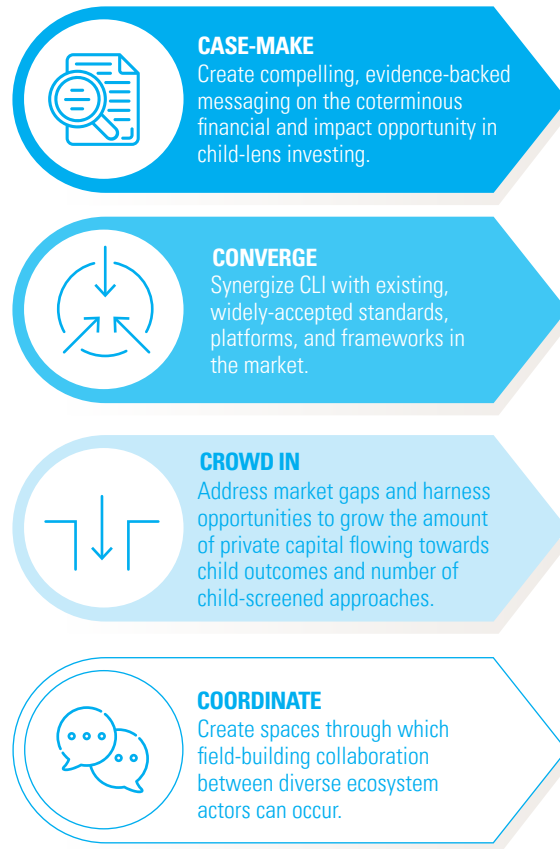 CASE-MAKE
Create compelling, evidence-backed
messaging on the coterminous
financial and impact opportunity in
child-lens investing.
CONVERGE
Synergize CLI with existing,
widely-accepted standards,
platforms, and frameworks in
the market.
CROWD IN
Address market gaps and harness
opportunities to grow the amount
of private capital flowing towards
child outcomes and number of
child-screened approaches.
COORDINATE
Create spaces through which
field-building collaboration
between diverse ecosystem
actors can occur.